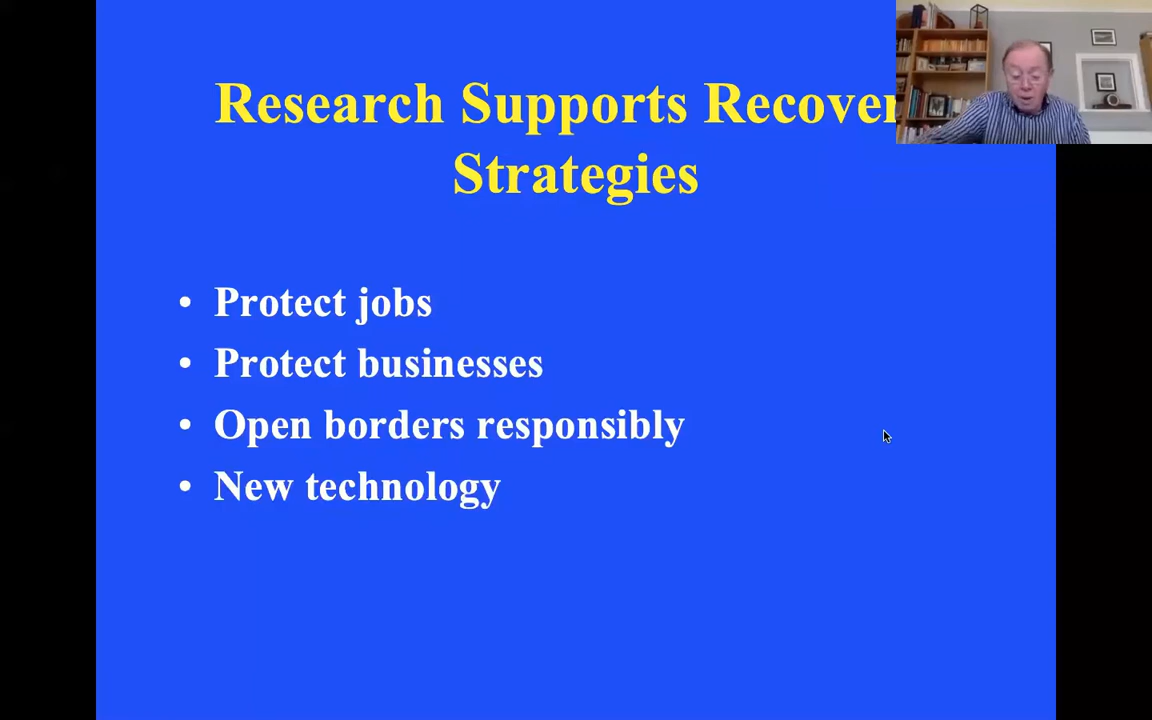 Research Supports Recover
Strategies
• Protect jobs
• Protect businesses
• Open borders responsibly
• New technology